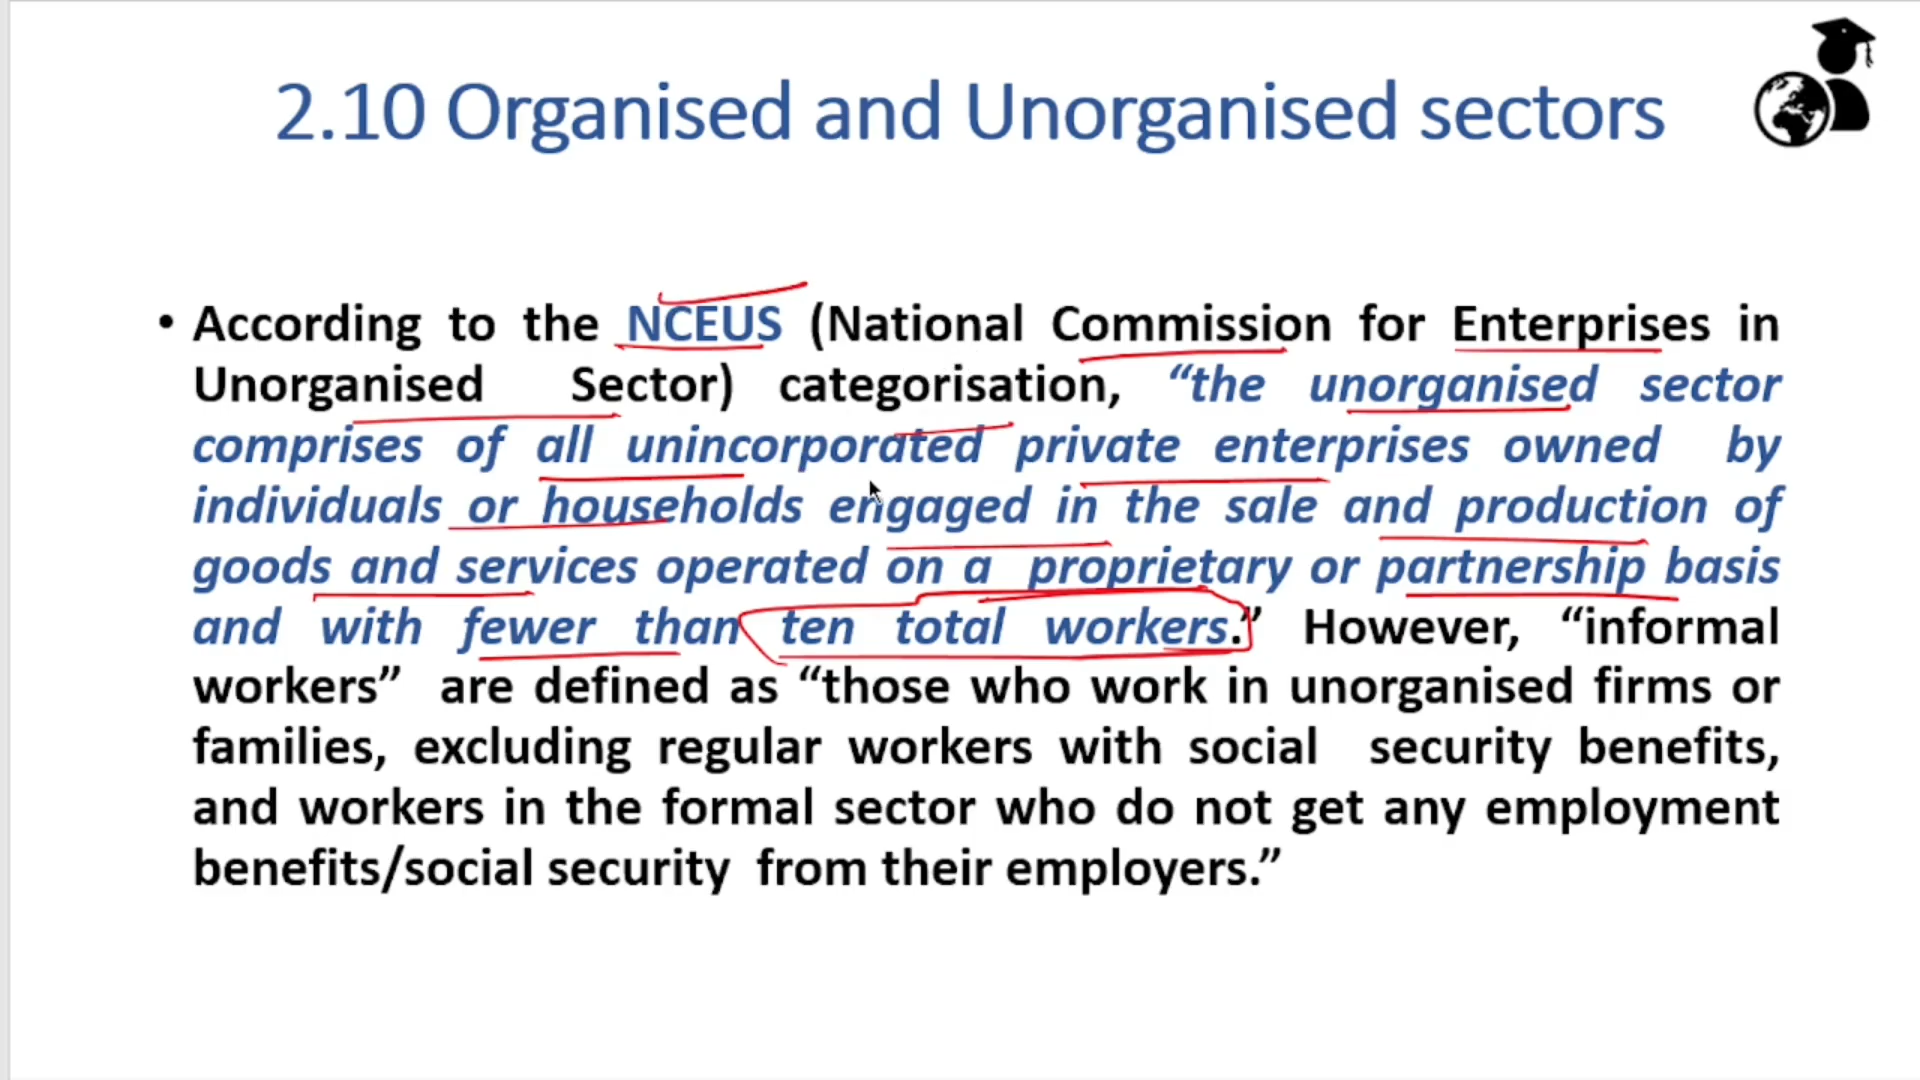 2.10 Organised and Unorganised sectors
• According to the NCEUS (National Commission for Enterprises in
Unorganised Sector) categorisation, “the unorganised sector
comprises of all unincorporated private enterprises owned by
individuals or households engaged in the sale and production of
goods and services operated on a proprietary or partnership basis
and with fewer than ten total workers.” However, “informal
workers” are defined as “those who work in unorganised firms or
families, excluding regular workers with social security benefits,
and workers in the formal sector who do not get any employment
benefits/social security from their employers.”